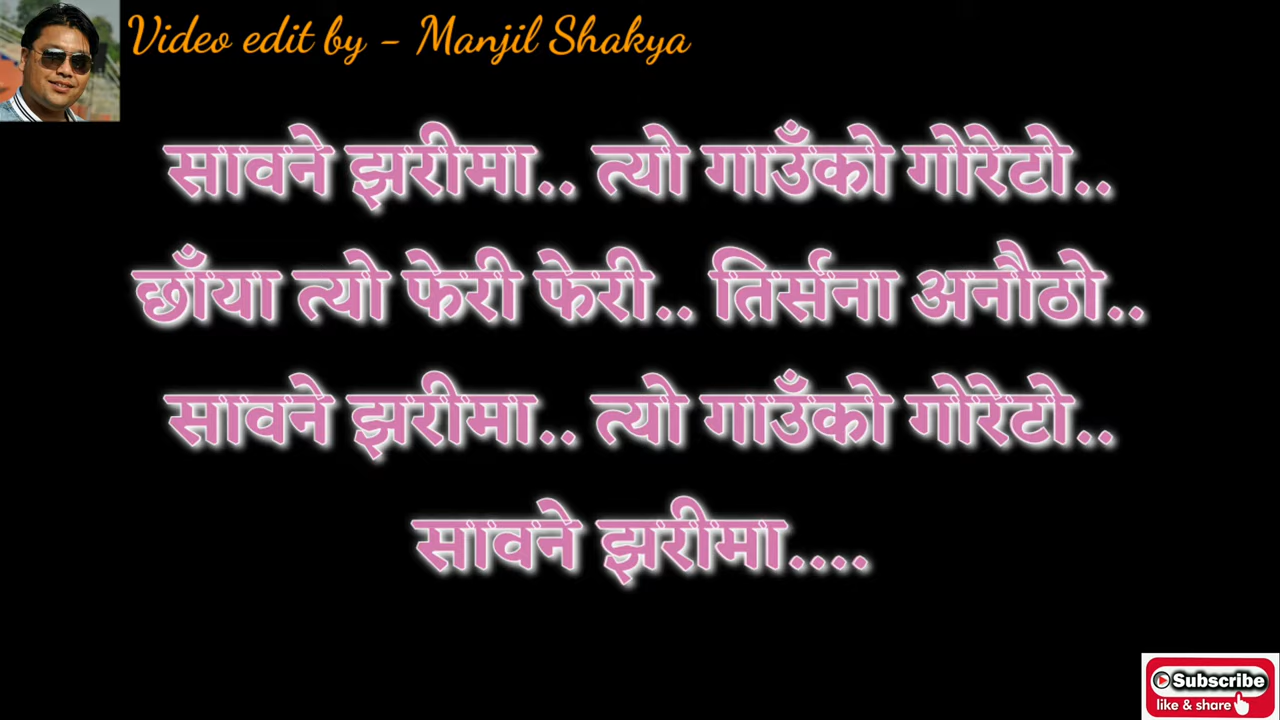 Video edit by - Manjil Shakya
सावने झरीमा.. त्यो गाउँको गोरेटो..
छाँया त्यो फेरी फेरी.. तिर्सना अनौठो..
सावने झरीमा.. त्यो गाउँको गोरेटो..
सावने झरीमा....
Subscribe
like & share